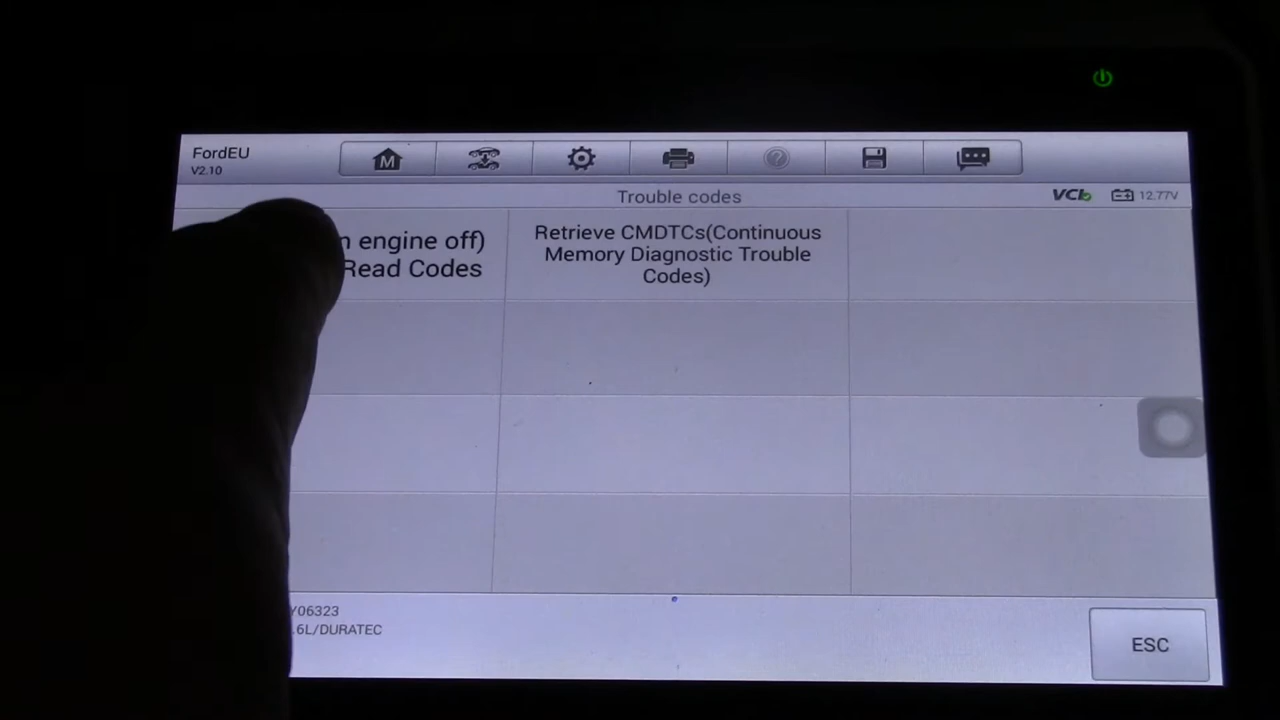 FordEU
V2.10
M
?
Trouble codes
VCI
12.77V
engine off)
Read Codes
Retrieve CMDTCs(Continuous
Memory Diagnostic Trouble
Codes)
Y06323
.6L/DURATEC
ESC